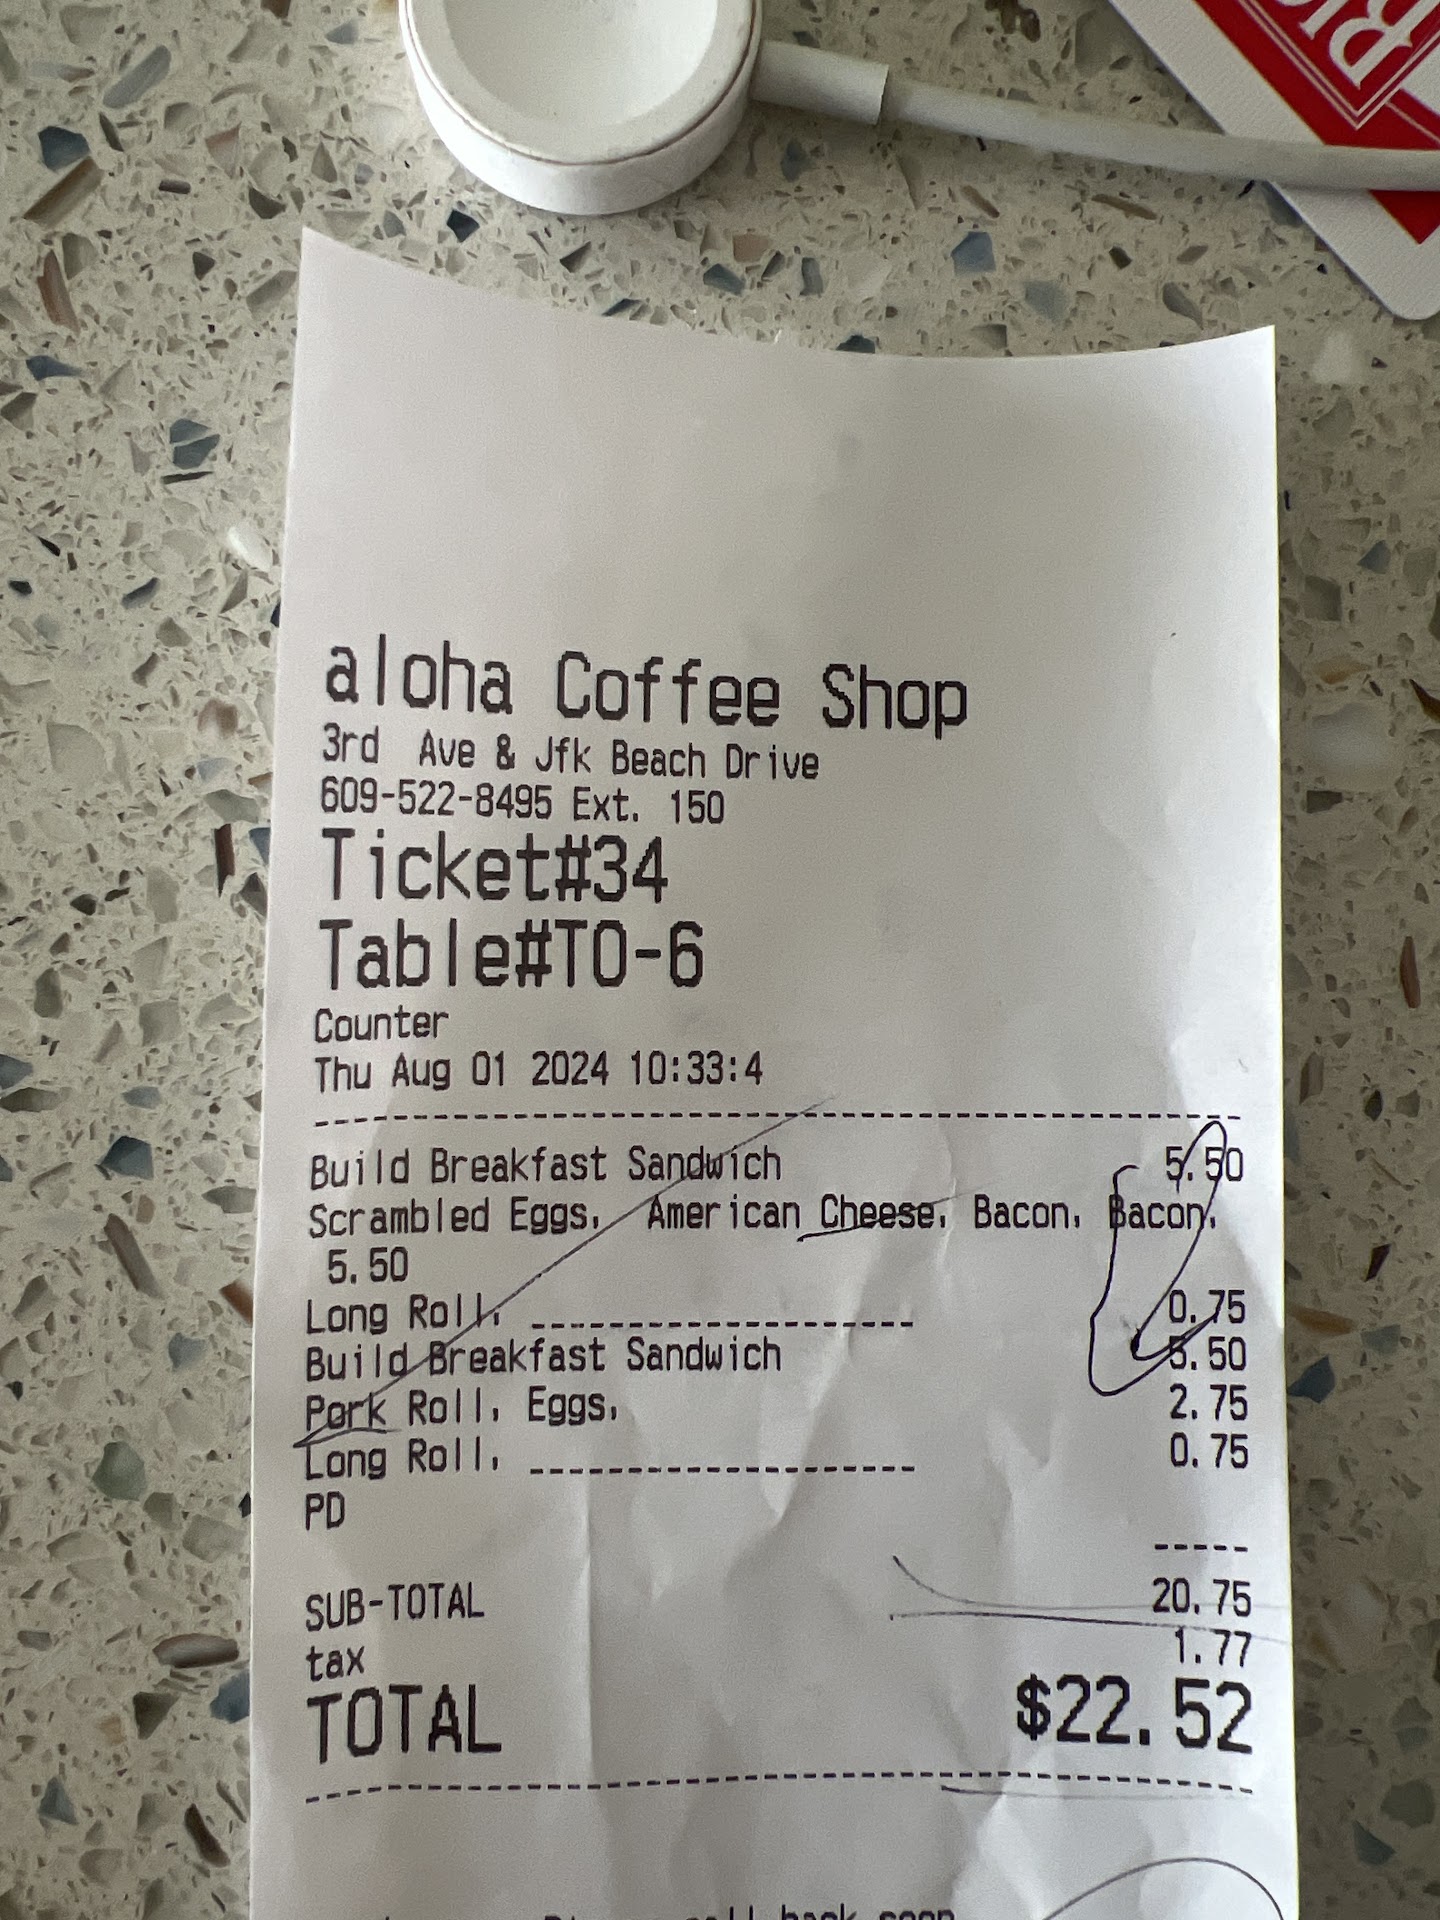 aloha Coffee Shop
3rd Ave & Jfk Beach Drive
609-522-8495 Ext. 150
Ticket#34
Table#TO-6
Counter
Thu Aug 01 2024 10:33:4
Build Breakfast Sandwich 5.50
Scrambled Eggs, American Cheese, Bacon, Bacon,
5.50
Long Roll, ____________________ 0.75
Build Breakfast Sandwich 5.50
Pork Roll, Eggs, 2.75
Long Roll, ____________________ 0.75
PD
-----
SUB-TOTAL 20.75
tax 1.77
TOTAL $22.52